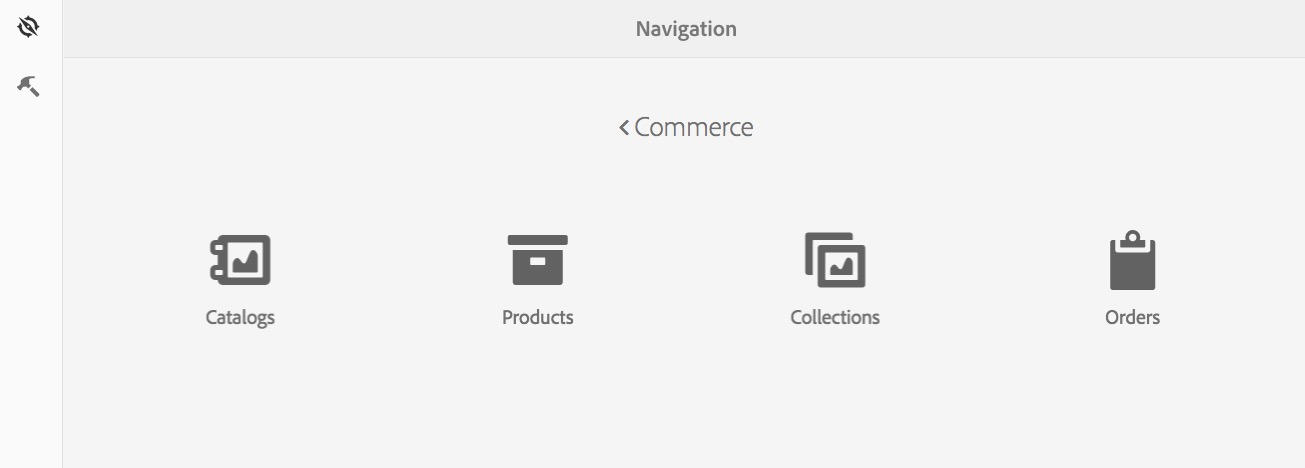 Navigation
Commerce
Catalogs
Products
Collections
Orders